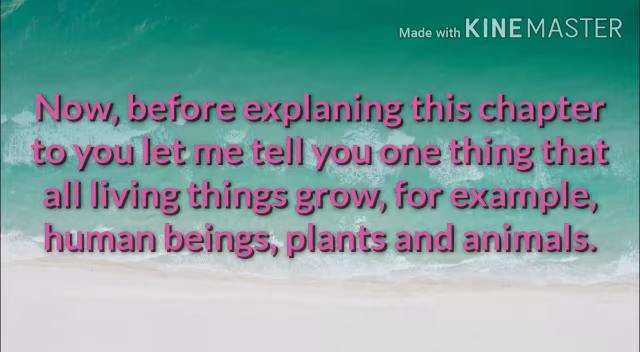 Made with KINEMASTER
Now, before explaning this chapter
to you let me tell you one thing that
all living things grow, for example,
human beings, plants and animals.